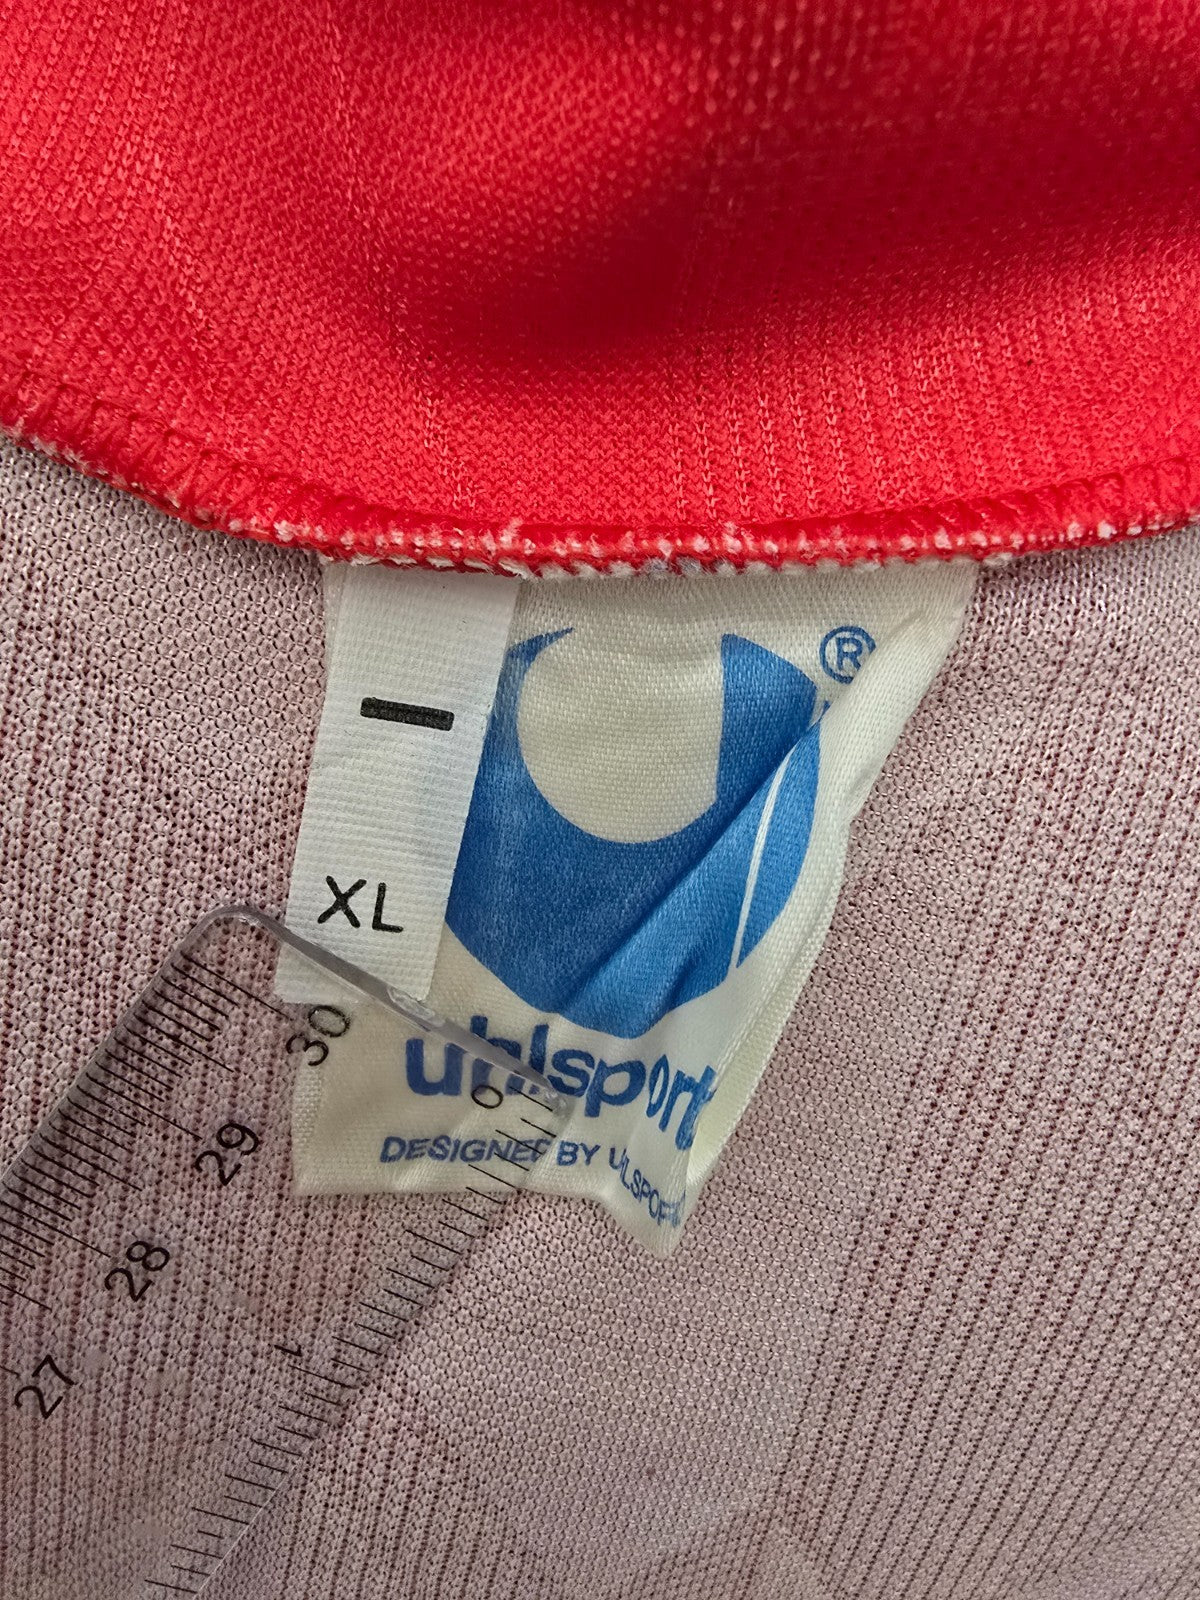 ®
XL
uhlsport
DESIGNED BY UHLSPORT
30
29
28
27
0
1